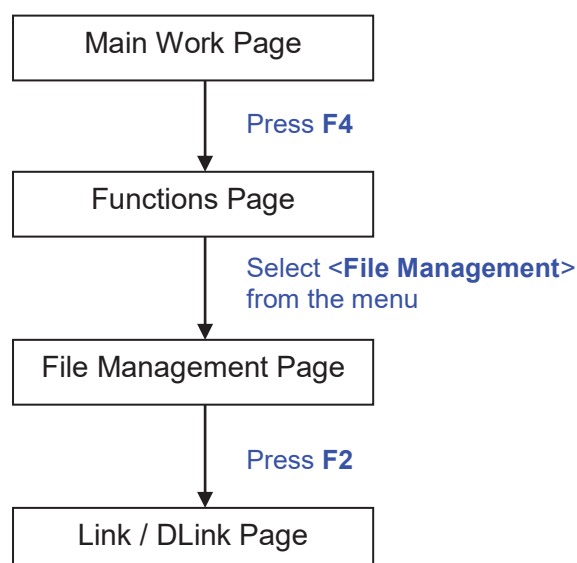 Main Work Page
Press F4
Functions Page
Select <File Management>
from the menu
File Management Page
Press F2
Link / DLink Page